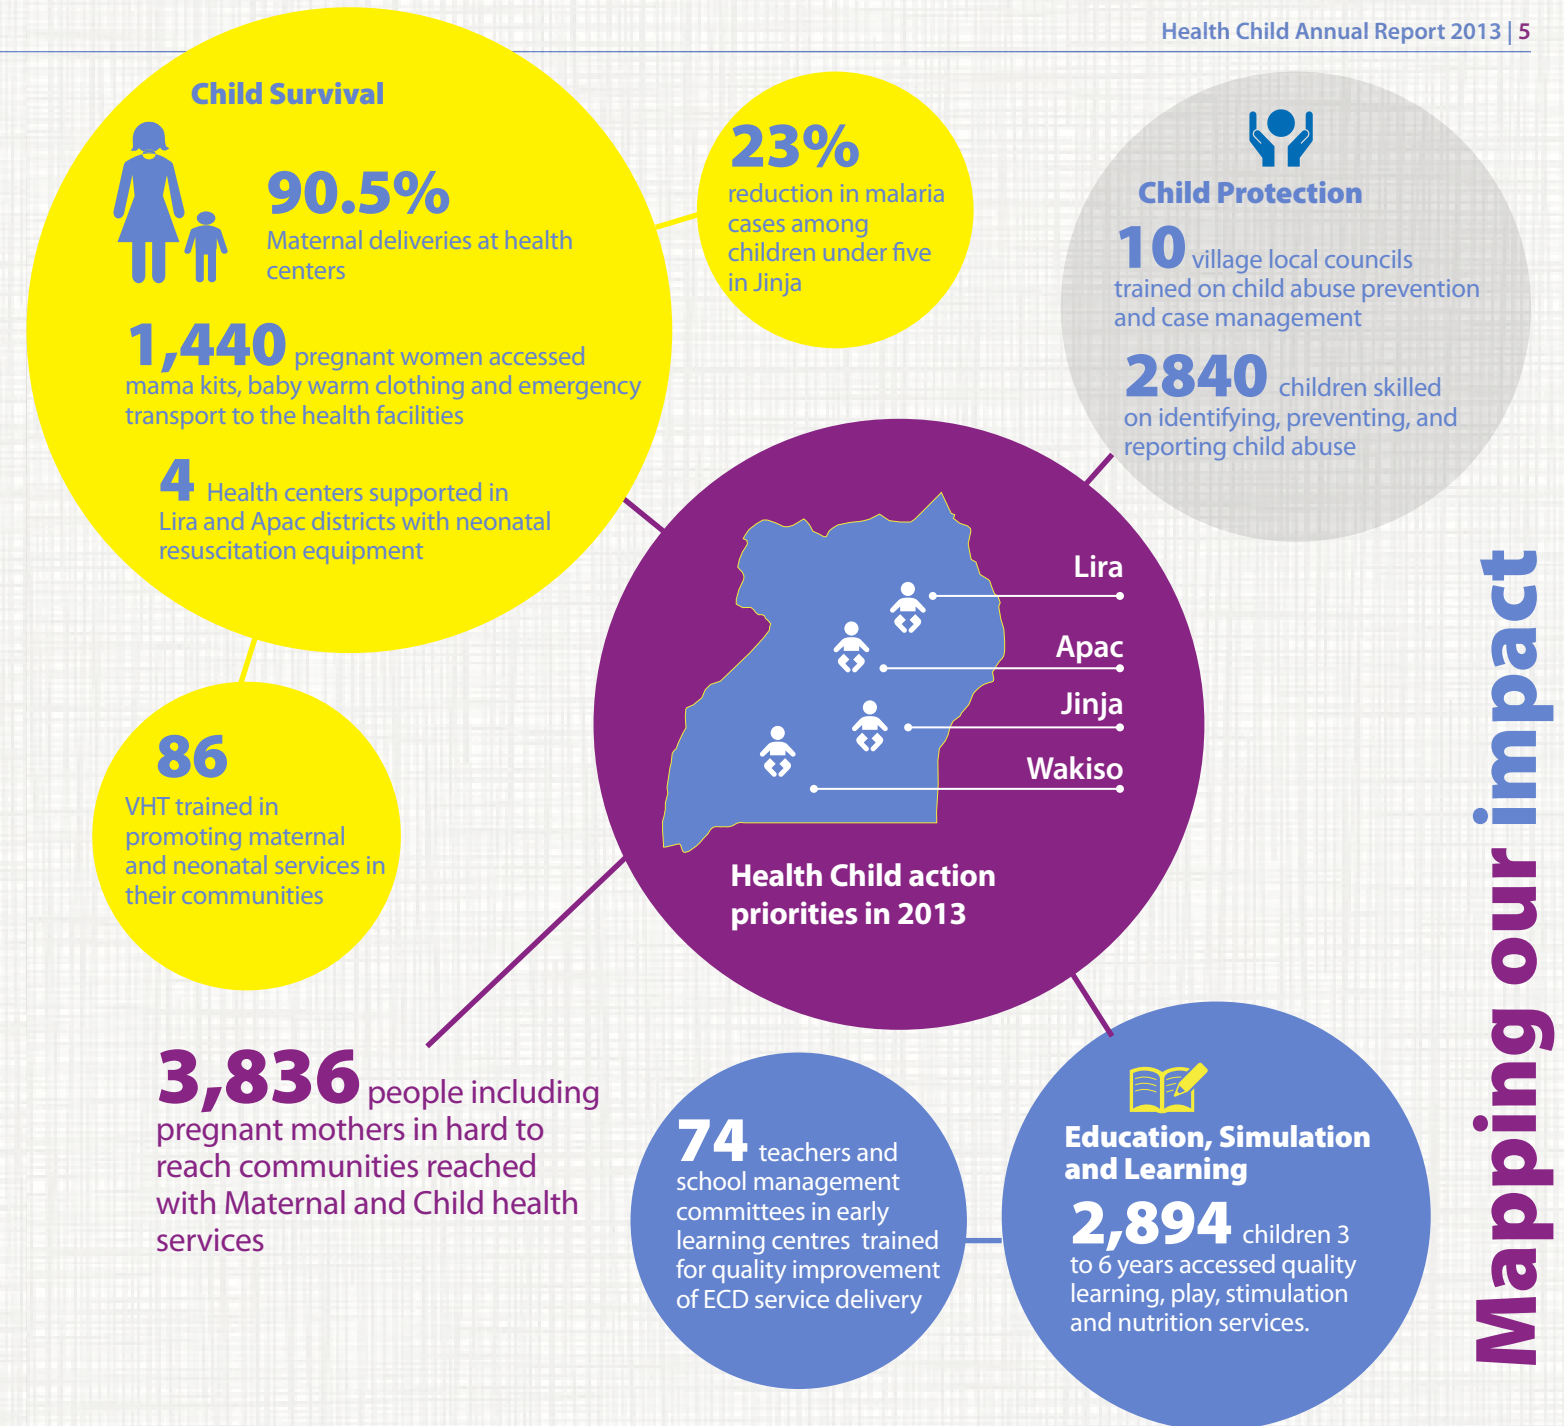 Health Child Annual Report 2013 | 5
Child Survival
90.5%
Maternal deliveries at health
centers
1,440 pregnant women accessed
mama kits, baby warm clothing and emergency
transport to the health facilities
4 Health centers supported in
Lira and Apac districts with neonatal
resuscitation equipment
23%
reduction in malaria
cases among
children under five
in Jinja
Child Protection
10 village local councils
trained on child abuse prevention
and case management
2840 children skilled
on identifying, preventing, and
reporting child abuse
Lira
Apac
Jinja
Wakiso
Health Child action
priorities in 2013
86
VHT trained in
promoting maternal
and neonatal services in
their communities
3,836 people including
pregnant mothers in hard to
reach communities reached
with Maternal and Child health
services
74 teachers and
school management
committees in early
learning centres trained
for quality improvement
of ECD service delivery
Education, Simulation
and Learning
2,894 children 3
to 6 years accessed quality
learning, play, stimulation
and nutrition services.
Mapping our impact